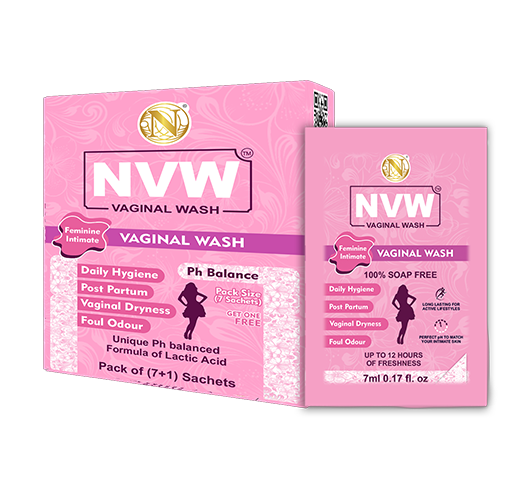 N
®
NVW
TM
VAGINAL WASH
Feminine
Intimate
VAGINAL WASH
Daily Hygiene
Post Partum
Vaginal Dryness
Foul Odour
Ph Balance
Pack Size
(7 Sachets)
GET ONE
FREE
Unique Ph balanced
Formula of Lactic Acid
Pack of (7+1) Sachets
N
NVW
VAGINAL WASH
Feminine
Intimate
VAGINAL WASH
100% SOAP FREE
Daily Hygiene
Post Partum
Vaginal Dryness
Foul Odour
LONG LASTING FOR
ACTIVE LIFESTYLES
PERFECT pH TO MATCH
YOUR INTIMATE SKIN
UP TO 12 HOURS
OF FRESHNESS
7ml 0.17 fl. oz